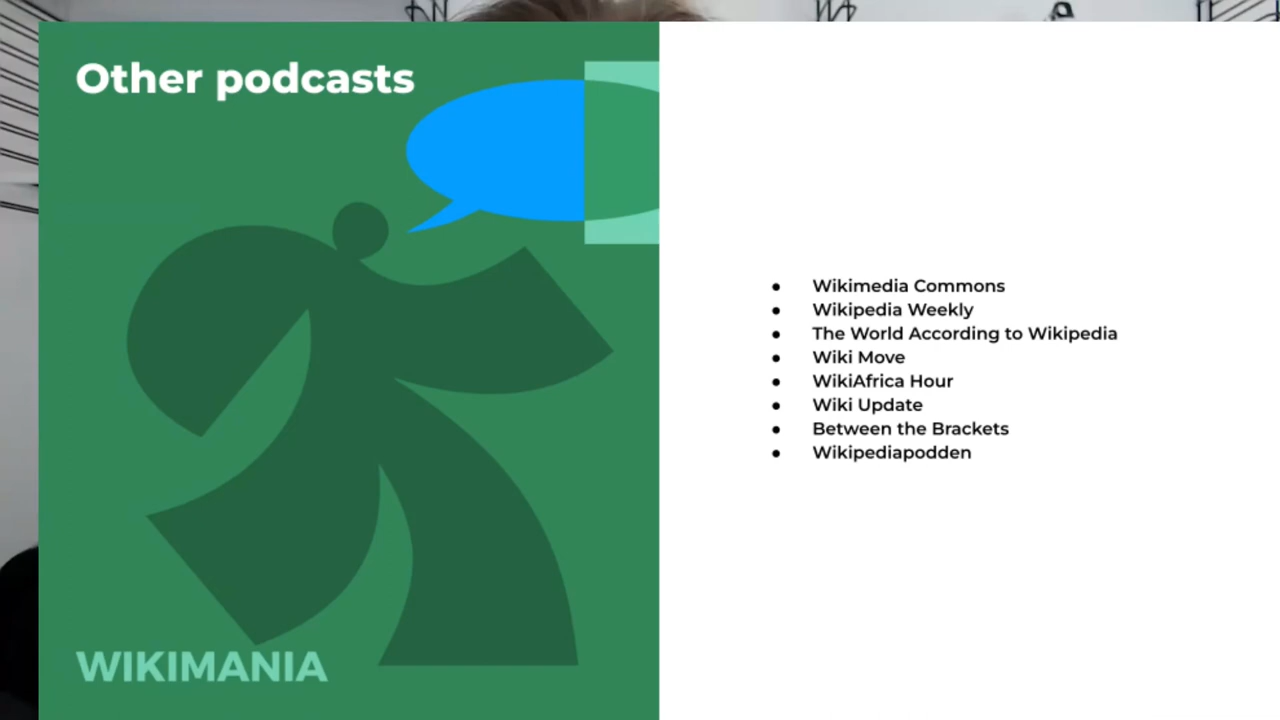 Other podcasts
Wikimedia Commons
Wikipedia Weekly
The World According to Wikipedia
Wiki Move
WikiAfrica Hour
Wiki Update
Between the Brackets
Wikipediapodden
WIKIMANIA